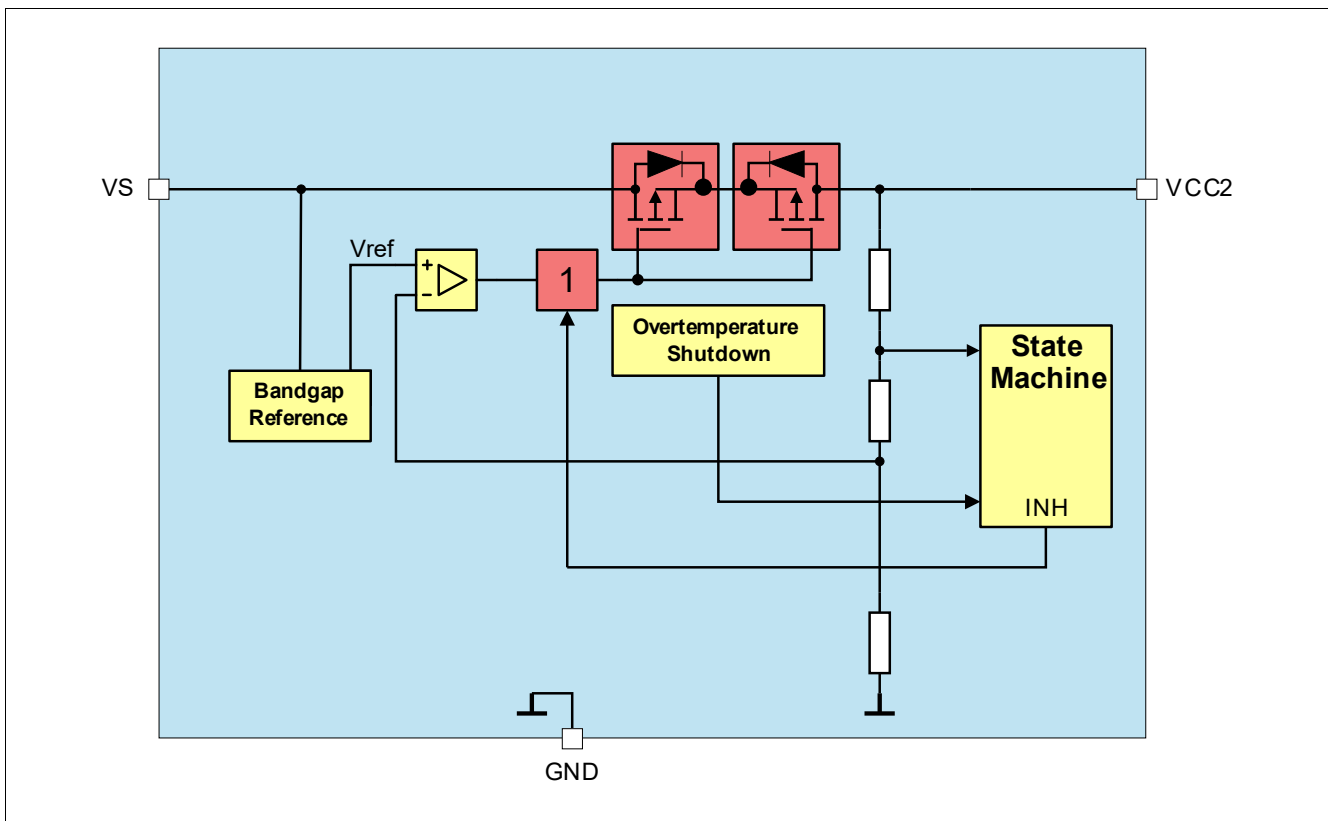 VS
VCC2
Vref
+
-
1
Overtemperature
Shutdown
State
Machine
Bandgap
Reference
INH
GND